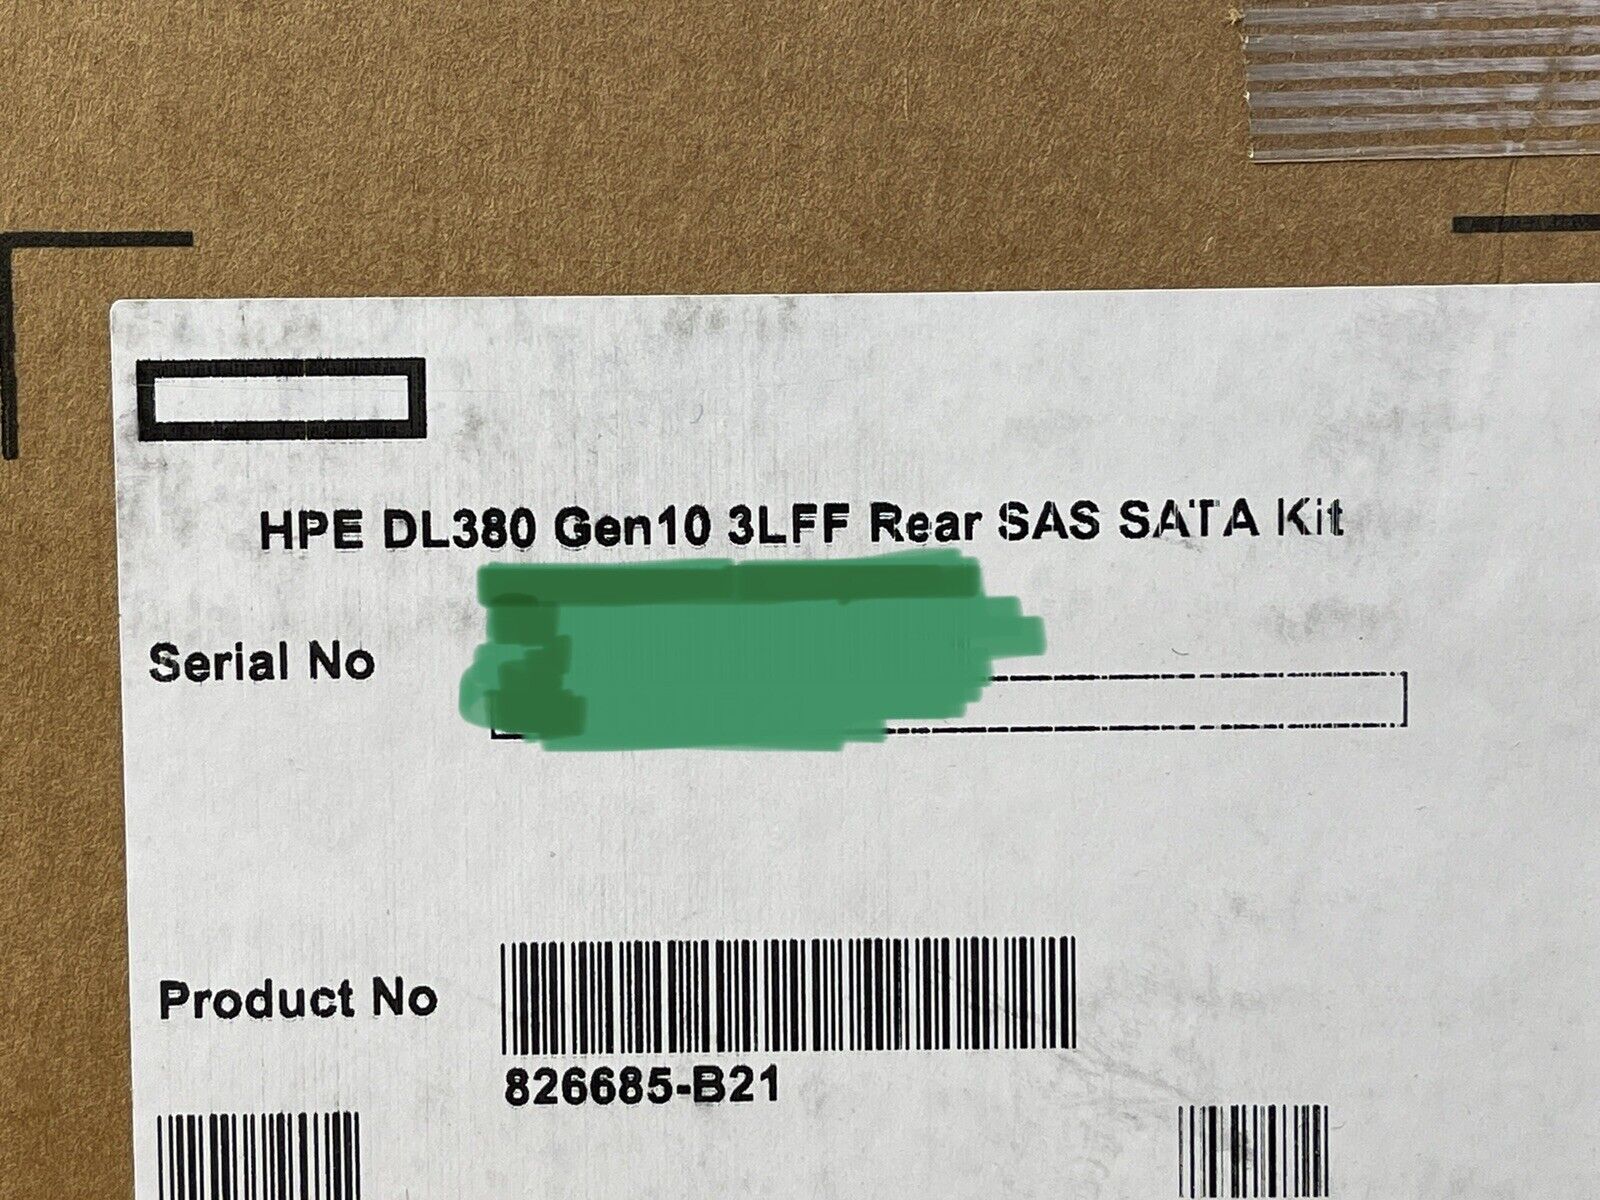 HPE DL380 Gen10 3LFF Rear SAS SATA Kit
Serial No
Product No
826685-B21